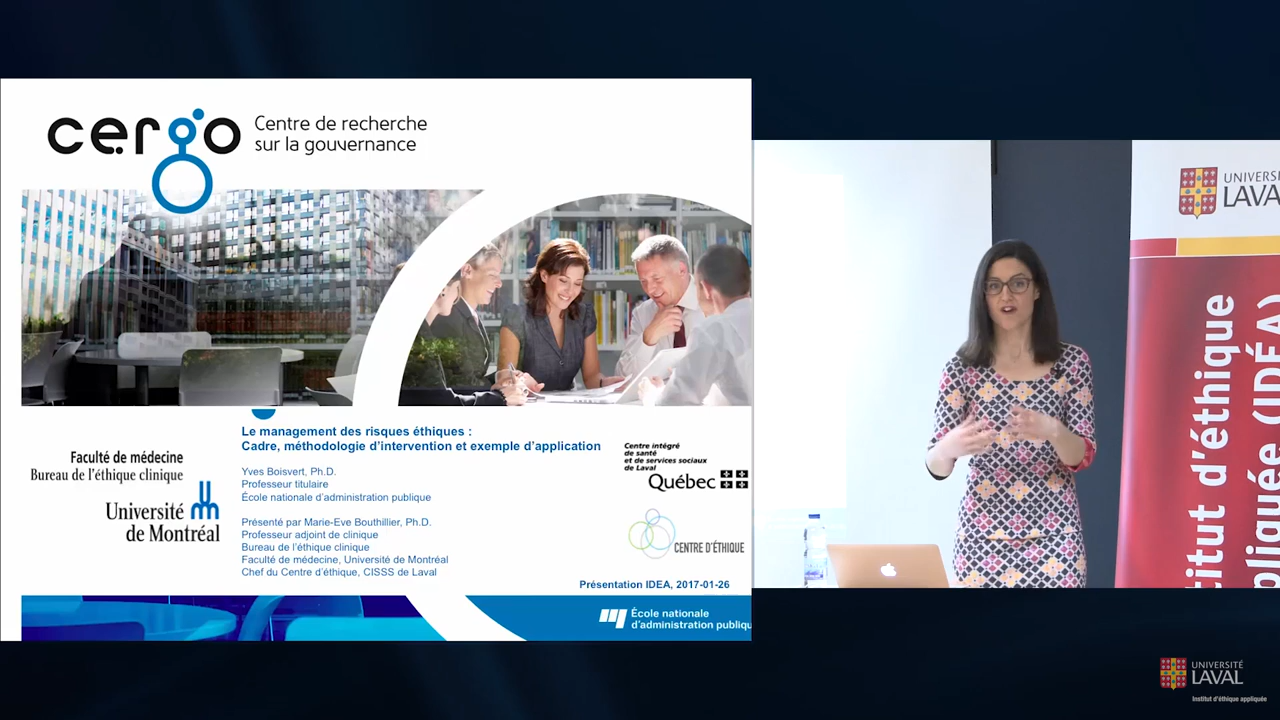 cergo
Centre de recherche
sur la gouvernance
Faculté de médecine
Bureau de l'éthique clinique
Université
de Montréal
Le management des risques éthiques :
Cadre, méthodologie d'intervention et exemple d'application
Yves Boisvert, Ph.D.
Professeur titulaire
École nationale d'administration publique
Présenté par Marie-Eve Bouthillier, Ph.D.
Professeur adjoint de clinique
Bureau de l'éthique clinique
Faculté de médecine, Université de Montréal
Chef du Centre d'éthique, CISSS de Laval
Centre intégré
de santé
et de services sociaux
de Laval
Québec
CENTRE D'ÉTHIQUE
Présentation IDEA, 2017-01-26
École nationale
d'administration publiqu
UNIVERSITÉ
LAVAL
titut d'éthique
pliquée (IDÉA)
UNIVERSITÉ
LAVAL
Institut d'éthique appliquée